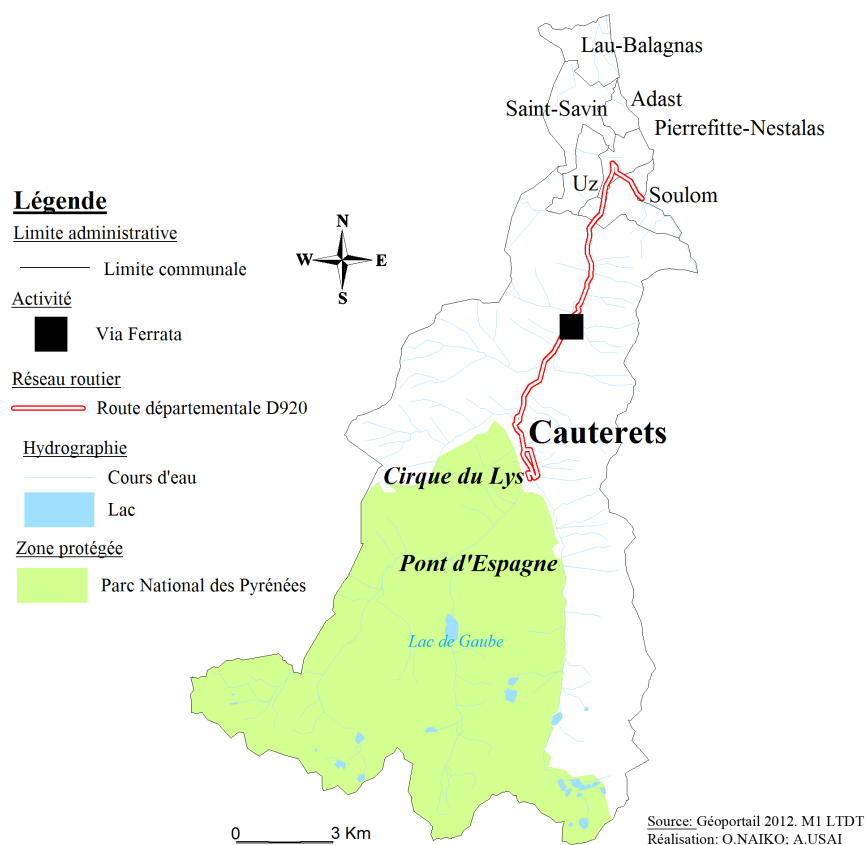 Lau-Balagnas
Saint-Savin
Adast
Pierrefitte-Nestalas
Uz
Soulom
Légende
Limite administrative
Limite communale
Activité
Via Ferrata
Réseau routier
Route départementale D920
Hydrographie
Cours d'eau
Lac
Zone protégée
Parc National des Pyrénées
N
W E
S
Cauterets
Cirque du Lys
Pont d'Espagne
Lac de Gaube
0 3 Km
Source: Géoportail 2012. M1 LTDT
Réalisation: O.NAIKO; A.USAI